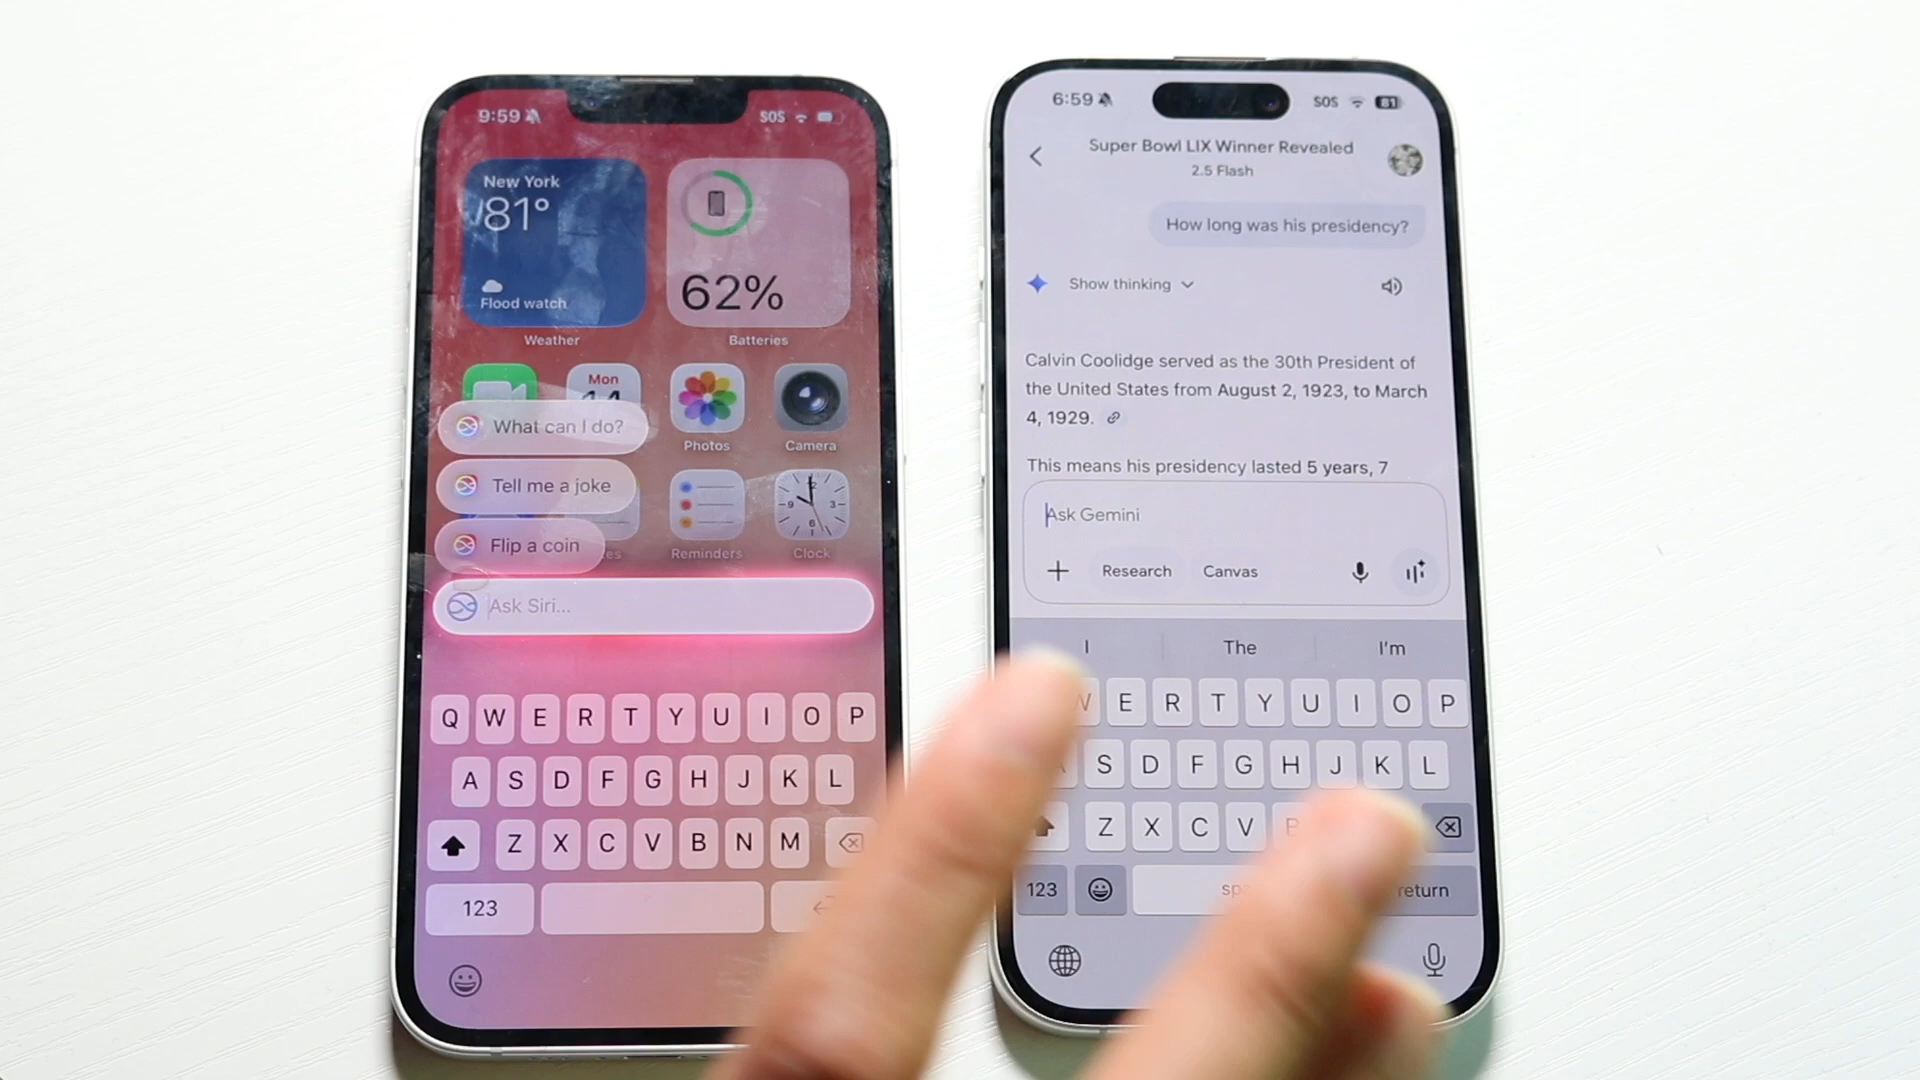 9:59
SOS
New York
81°
Flood watch
Weather
62%
Batteries
Mon
Photos
Camera
What can I do?
Tell me a joke
Flip a coin
Reminders
Clock
Ask Siri...
Q W E R T Y U I O P
A S D F G H J K L
Z X C V B N M
123
6:59
SOS
81
Super Bowl LIX Winner Revealed
2.5 Flash
How long was his presidency?
Show thinking
Calvin Coolidge served as the 30th President of
the United States from August 2, 1923, to March
4, 1929.
This means his presidency lasted 5 years, 7
Ask Gemini
Research Canvas
I The I'm
W E R T Y U I O P
A S D F G H J K L
Z X C V B
123 return